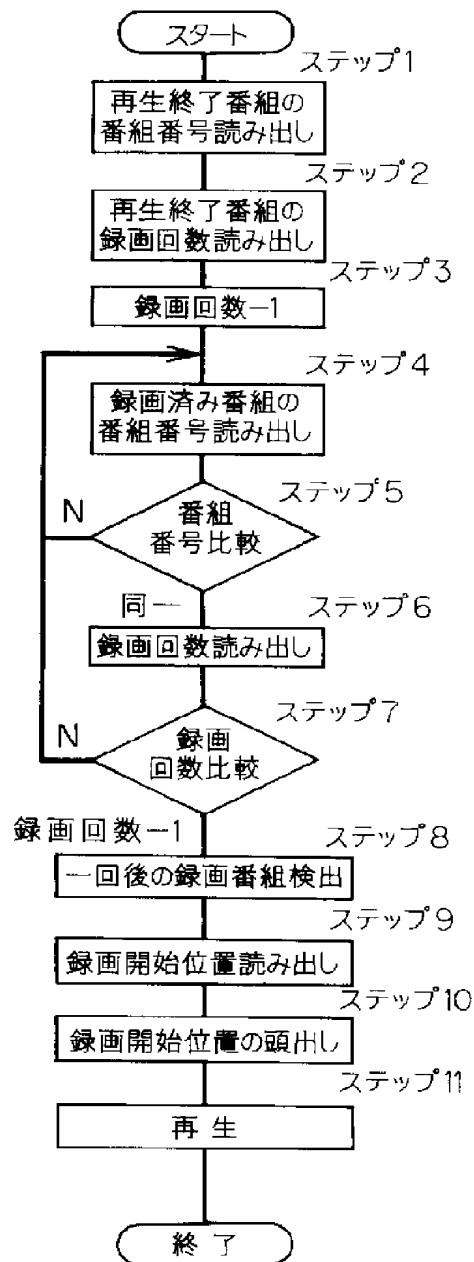 スタート
ステップ1
再生終了番組の
番組番号読み出し
ステップ2
再生終了番組の
録画回数読み出し
ステップ3
録画回数-1
ステップ4
録画済み番組の
番組番号読み出し
ステップ5
N
番組
番号比較
同一
ステップ6
録画回数読み出し
ステップ7
N
録画
回数比較
録画回数-1
ステップ8
一回後の録画番組検出
ステップ9
録画開始位置読み出し
ステップ10
録画開始位置の頭出し
ステップ11
再生
終了